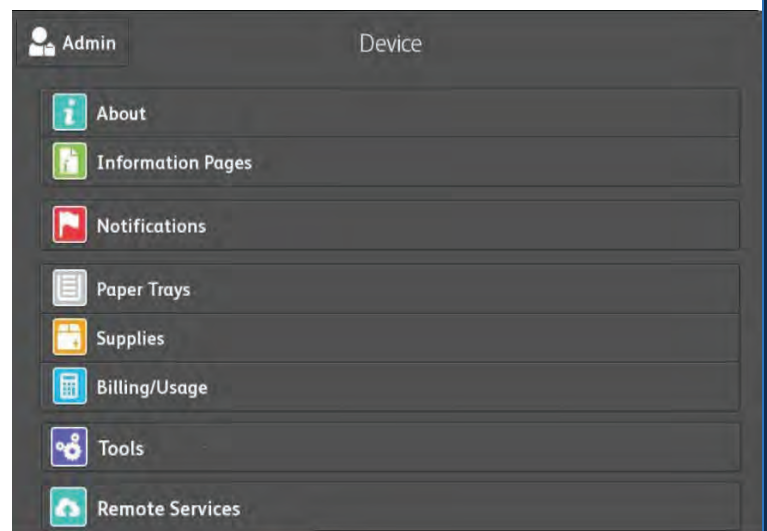 Admin
Device
About
Information Pages
Notifications
Paper Trays
Supplies
Billing/Usage
Tools
Remote Services